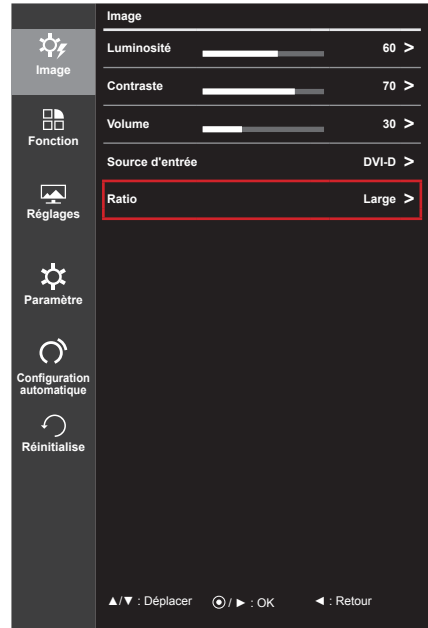 Image
Image
Fonction
Réglages
Paramètre
Configuration
automatique
Réinitialise
Luminosité 60 >
Contraste 70 >
Volume 30 >
Source d'entrée DVI-D >
Ratio Large >
▲/▼ : Déplacer ⦿ / ► : OK ◄ : Retour